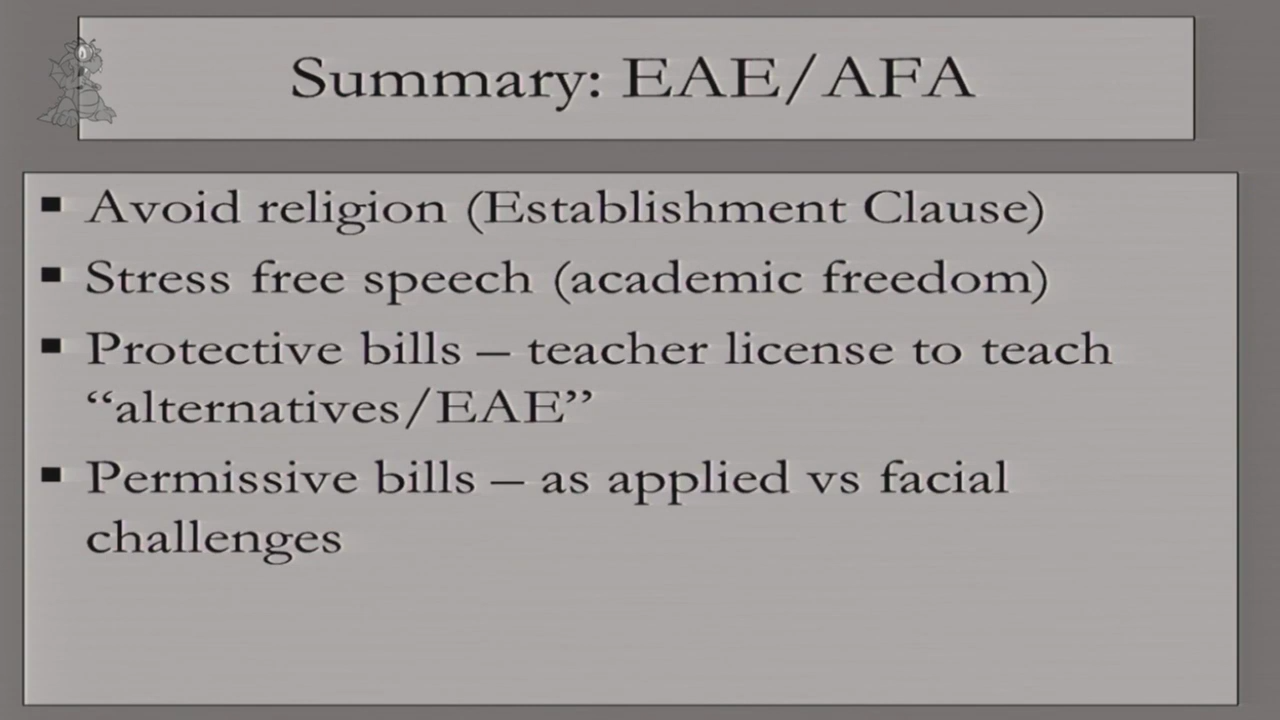 Summary: EAE/AFA
▪ Avoid religion (Establishment Clause)
▪ Stress free speech (academic freedom)
▪ Protective bills – teacher license to teach
“alternatives/EAE”
▪ Permissive bills – as applied vs facial
challenges